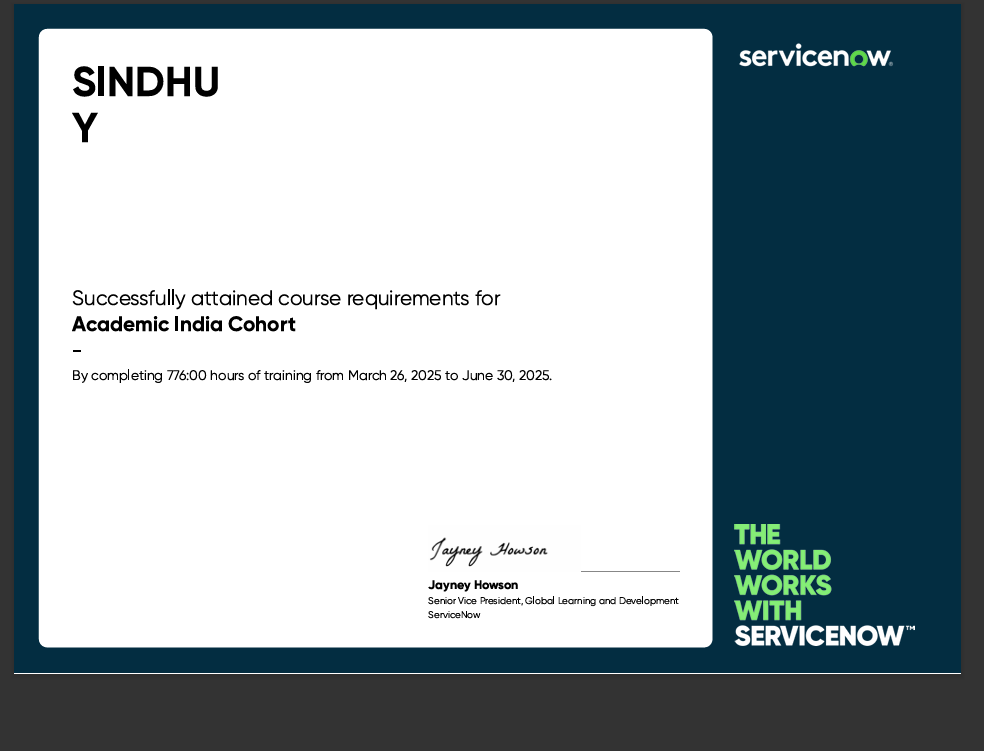 SINDHU
Y
servicenow®
Successfully attained course requirements for
Academic India Cohort
–
By completing 776:00 hours of training from March 26, 2025 to June 30, 2025.
Jayney Howson
Jayney Howson
Senior Vice President, Global Learning and Development
ServiceNow
THE
WORLD
WORKS
WITH
SERVICENOW™